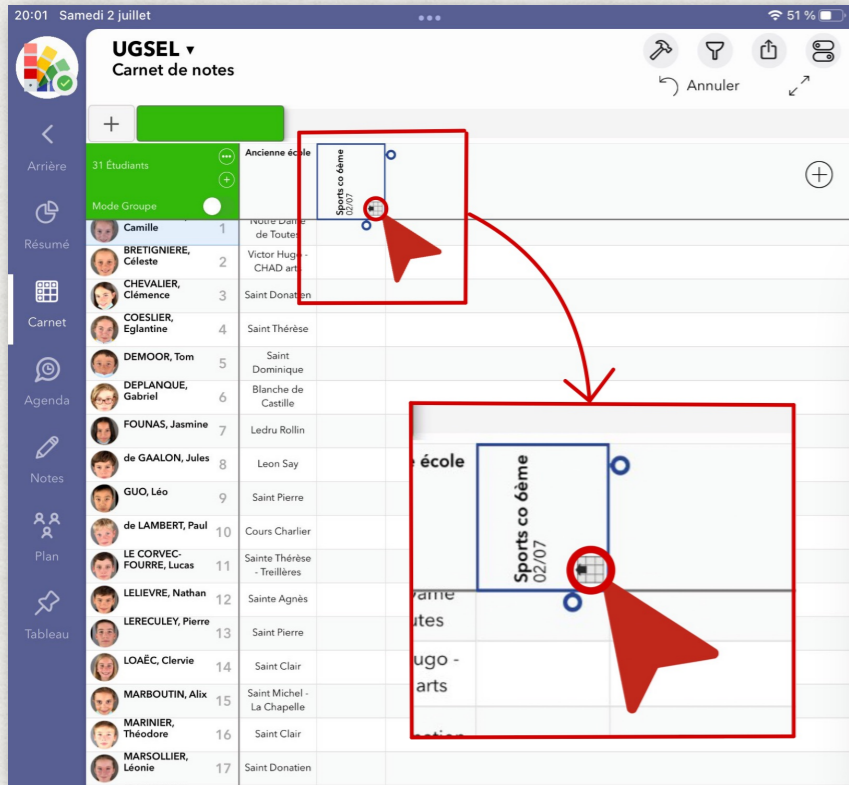 20:01 Samedi 2 juillet
51 %
UGSEL ▾
Carnet de notes
Annuler
Arrière
Résumé
Carnet
Agenda
Notes
Plan
Tableau
31 Étudiants
Mode Groupe
Ancienne école
Sports co 6ème
02/07
Camille 1 Notre Dame
de Toutes
BRETIGNIERE,
Céleste 2 Victor Hugo -
CHAD arts
CHEVALIER,
Clémence 3 Saint Donatien
COESLIER,
Eglantine 4 Saint Thérèse
DEMOOR, Tom 5 Saint
Dominique
DEPLANQUE,
Gabriel 6 Blanche de
Castille
FOUNAS, Jasmine 7 Ledru Rollin
de GAALON, Jules 8 Leon Say
GUO, Léo 9 Saint Pierre
de LAMBERT, Paul 10 Cours Charlier
LE CORVEC-
FOURRE, Lucas 11 Sainte Thérèse
- Treillères
LELIEVRE, Nathan 12 Sainte Agnès
LERECULEY, Pierre 13 Saint Pierre
LOAËC, Clervie 14 Saint Clair
MARBOUTIN, Alix 15 Saint Michel -
La Chapelle
MARINIER,
Théodore 16 Saint Clair
MARSOLLIER,
Léonie 17 Saint Donatien
école
Sports co 6ème
02/07
Dame
utes
ugo -
arts